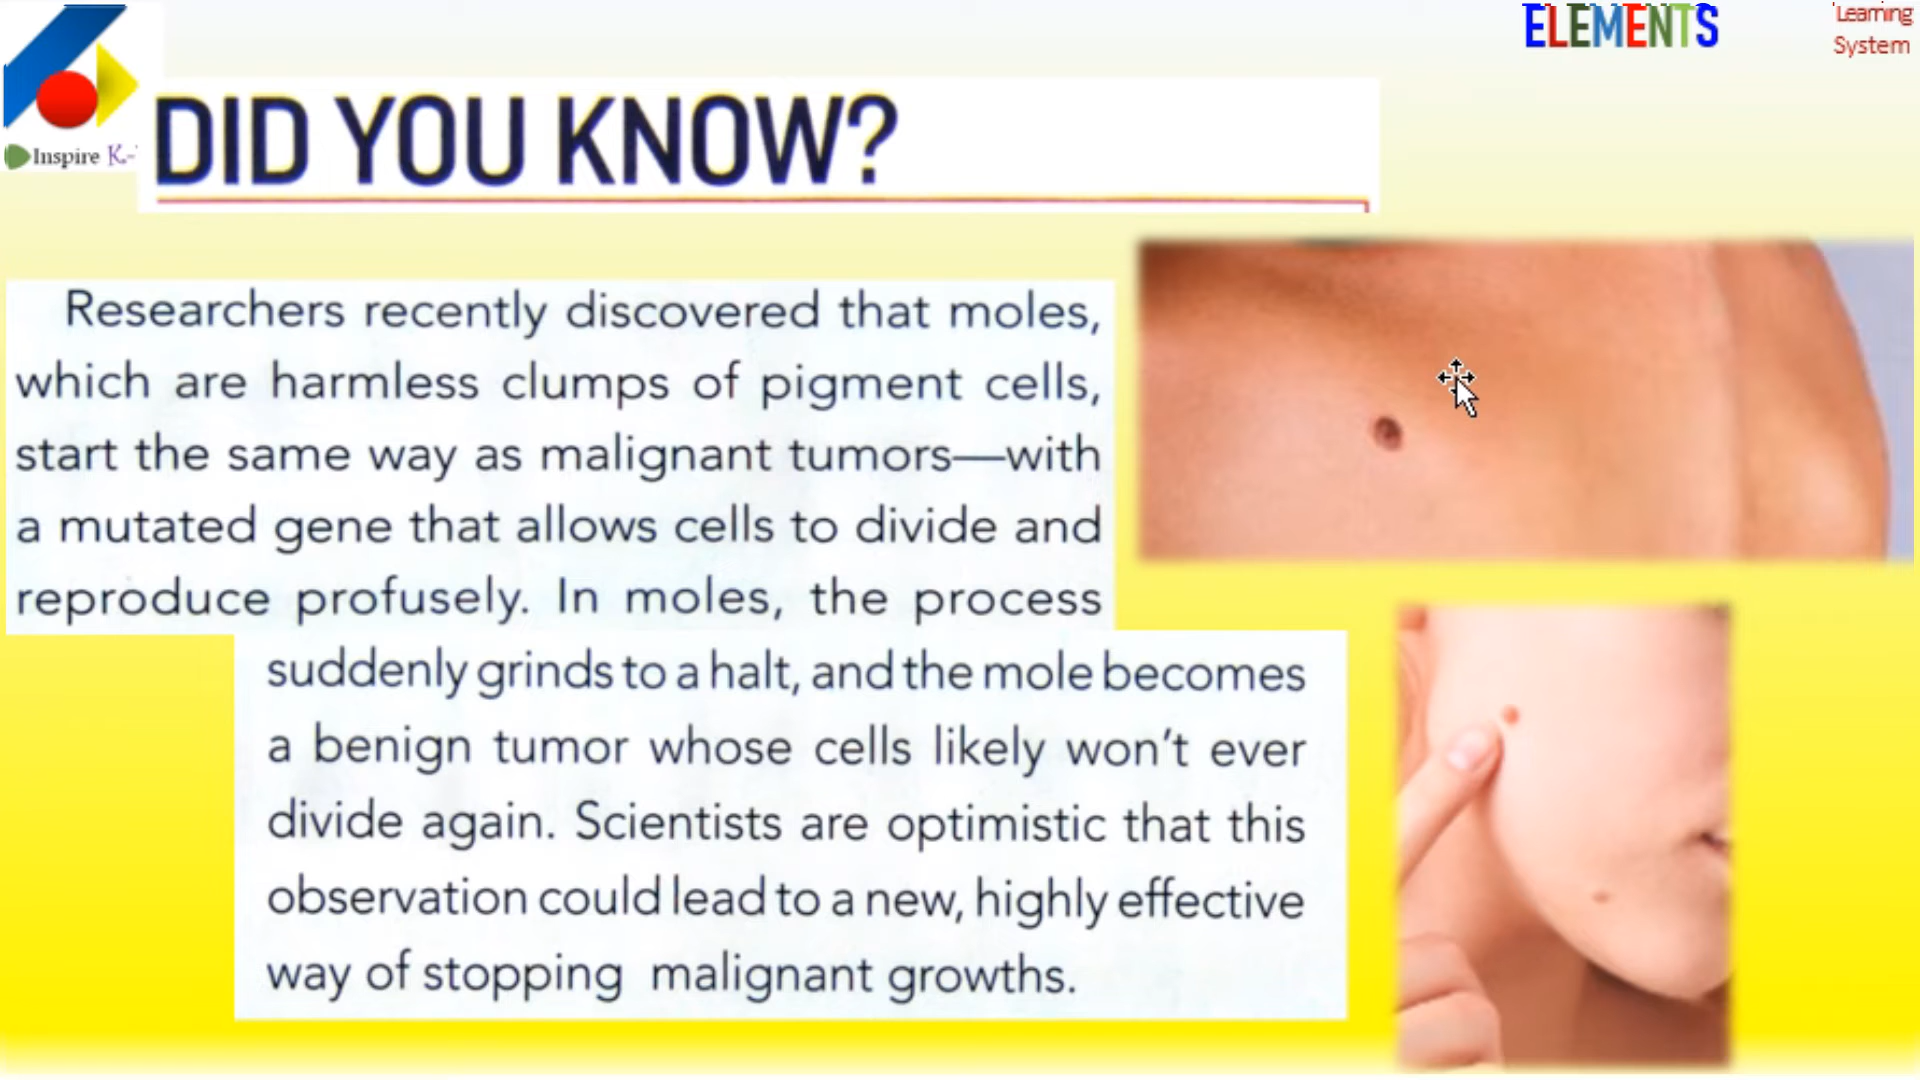 ELEMENTS
Learning
System
Inspire K-
DID YOU KNOW?
Researchers recently discovered that moles,
which are harmless clumps of pigment cells,
start the same way as malignant tumors—with
a mutated gene that allows cells to divide and
reproduce profusely. In moles, the process
suddenly grinds to a halt, and the mole becomes
a benign tumor whose cells likely won't ever
divide again. Scientists are optimistic that this
observation could lead to a new, highly effective
way of stopping malignant growths.